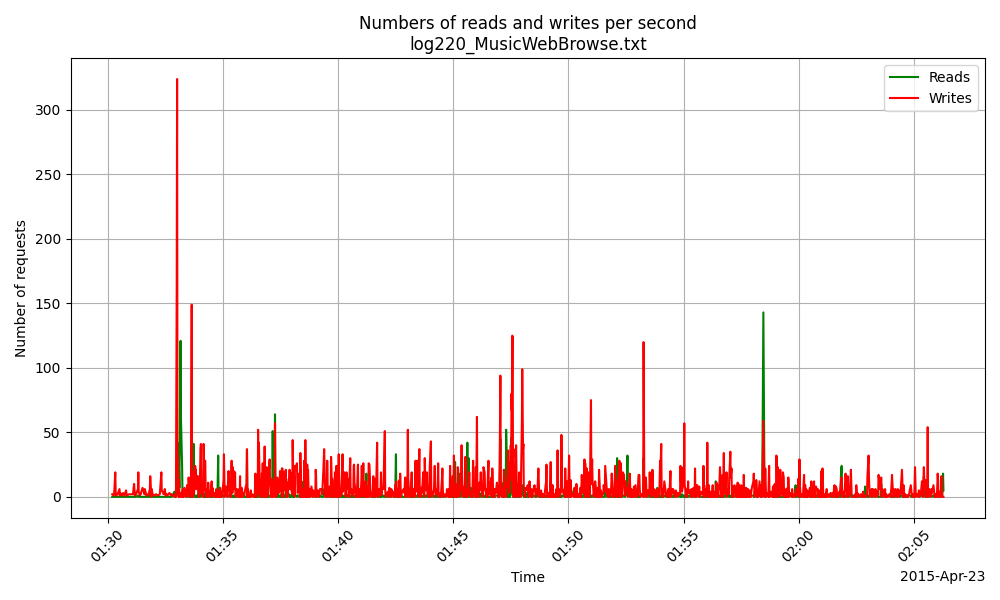 Numbers of reads and writes per second
log220_MusicWebBrowse.txt
Reads
Writes
Number of requests
300
250
200
150
100
50
0
01:30
01:35
01:40
01:45
01:50
01:55
02:00
02:05
Time
2015-Apr-23